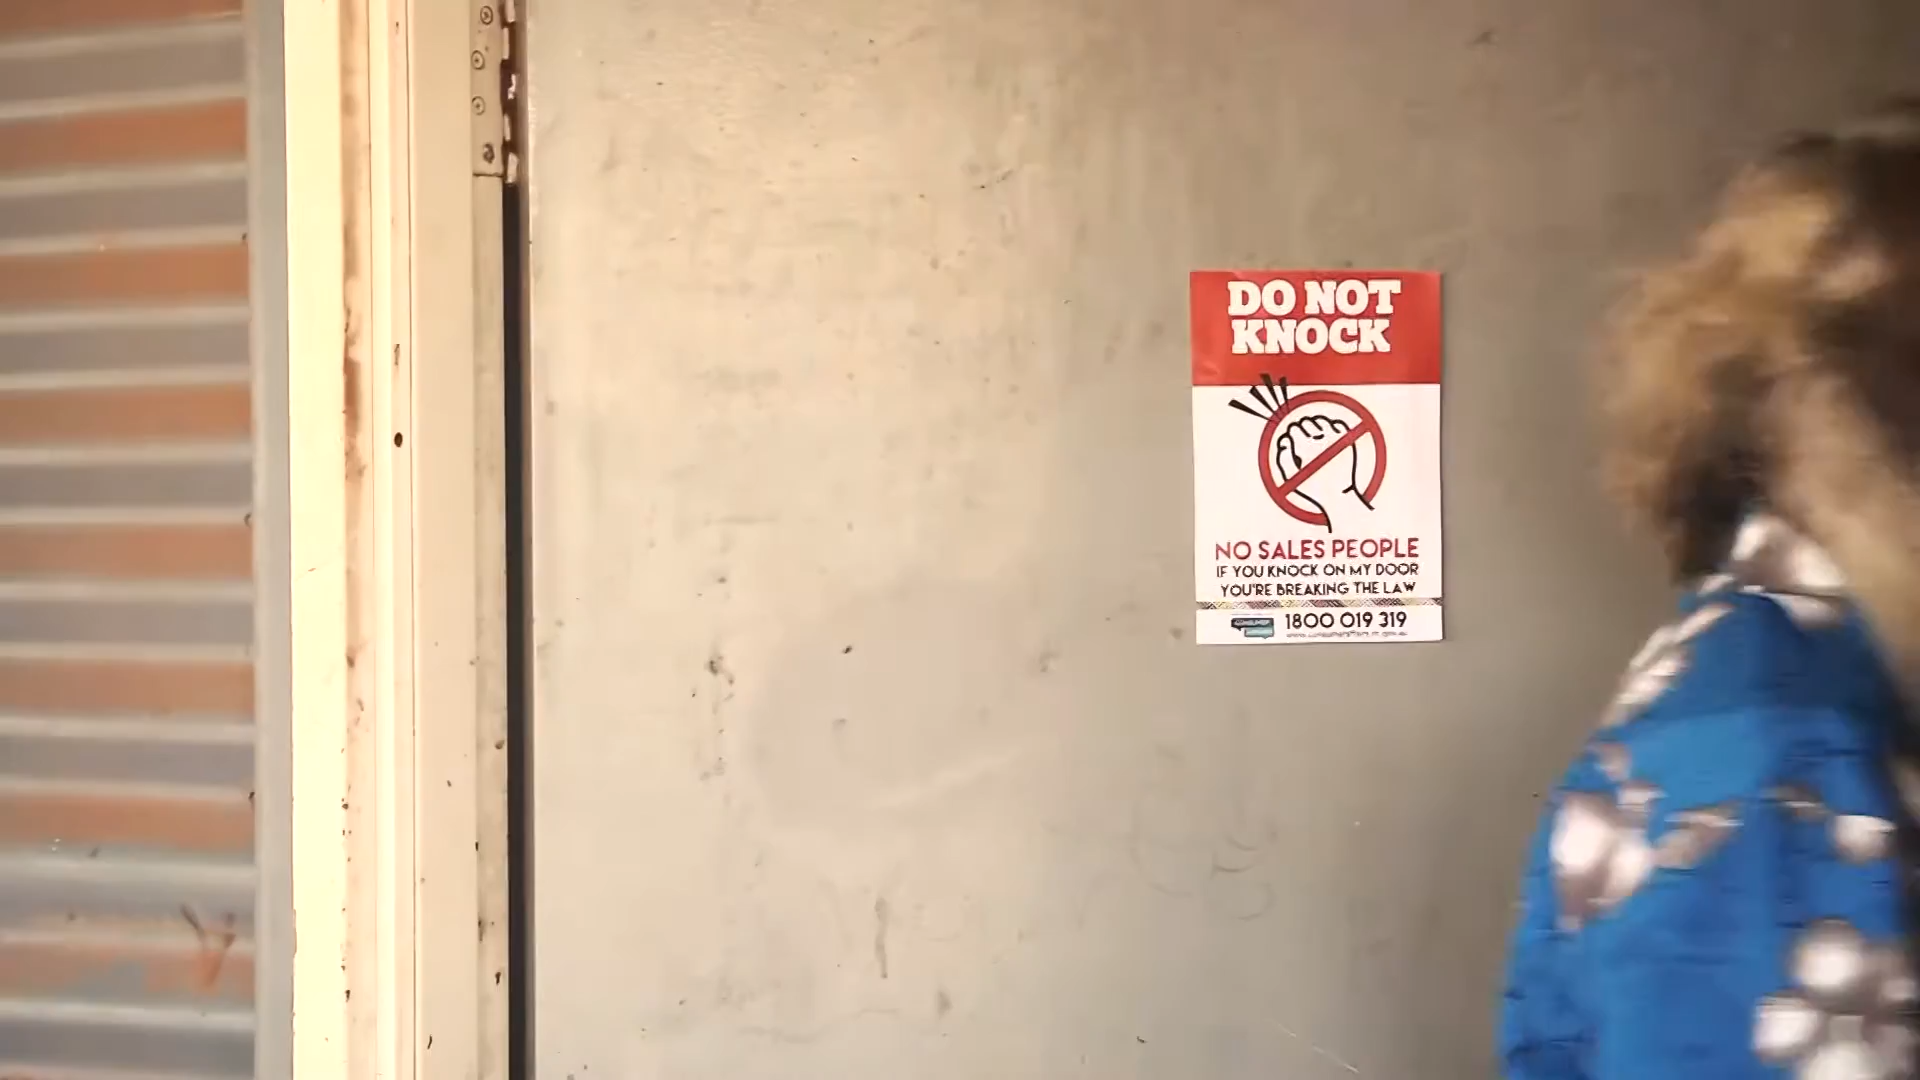 DO NOT
KNOCK
NO SALES PEOPLE
IF YOU KNOCK ON MY DOOR
YOU'RE BREAKING THE LAW
1800 019 319